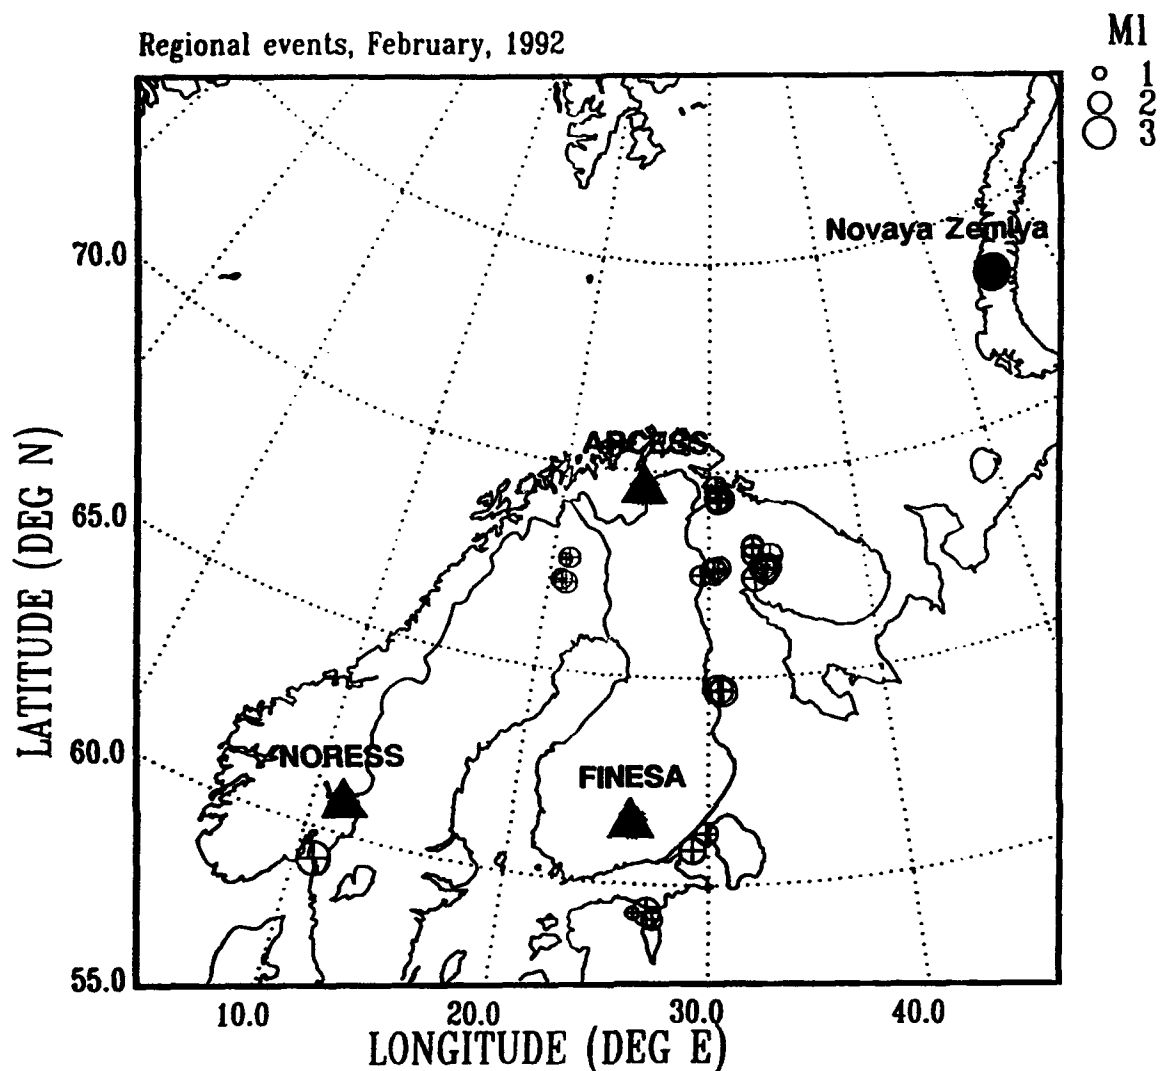 Regional events, February, 1992
Ml
1
2
3
Novaya Zemlya
70.0
ARCESS
65.0
LATITUDE (DEG N)
60.0
NORESS
FINESA
55.0
10.0 20.0 30.0 40.0
LONGITUDE (DEG E)